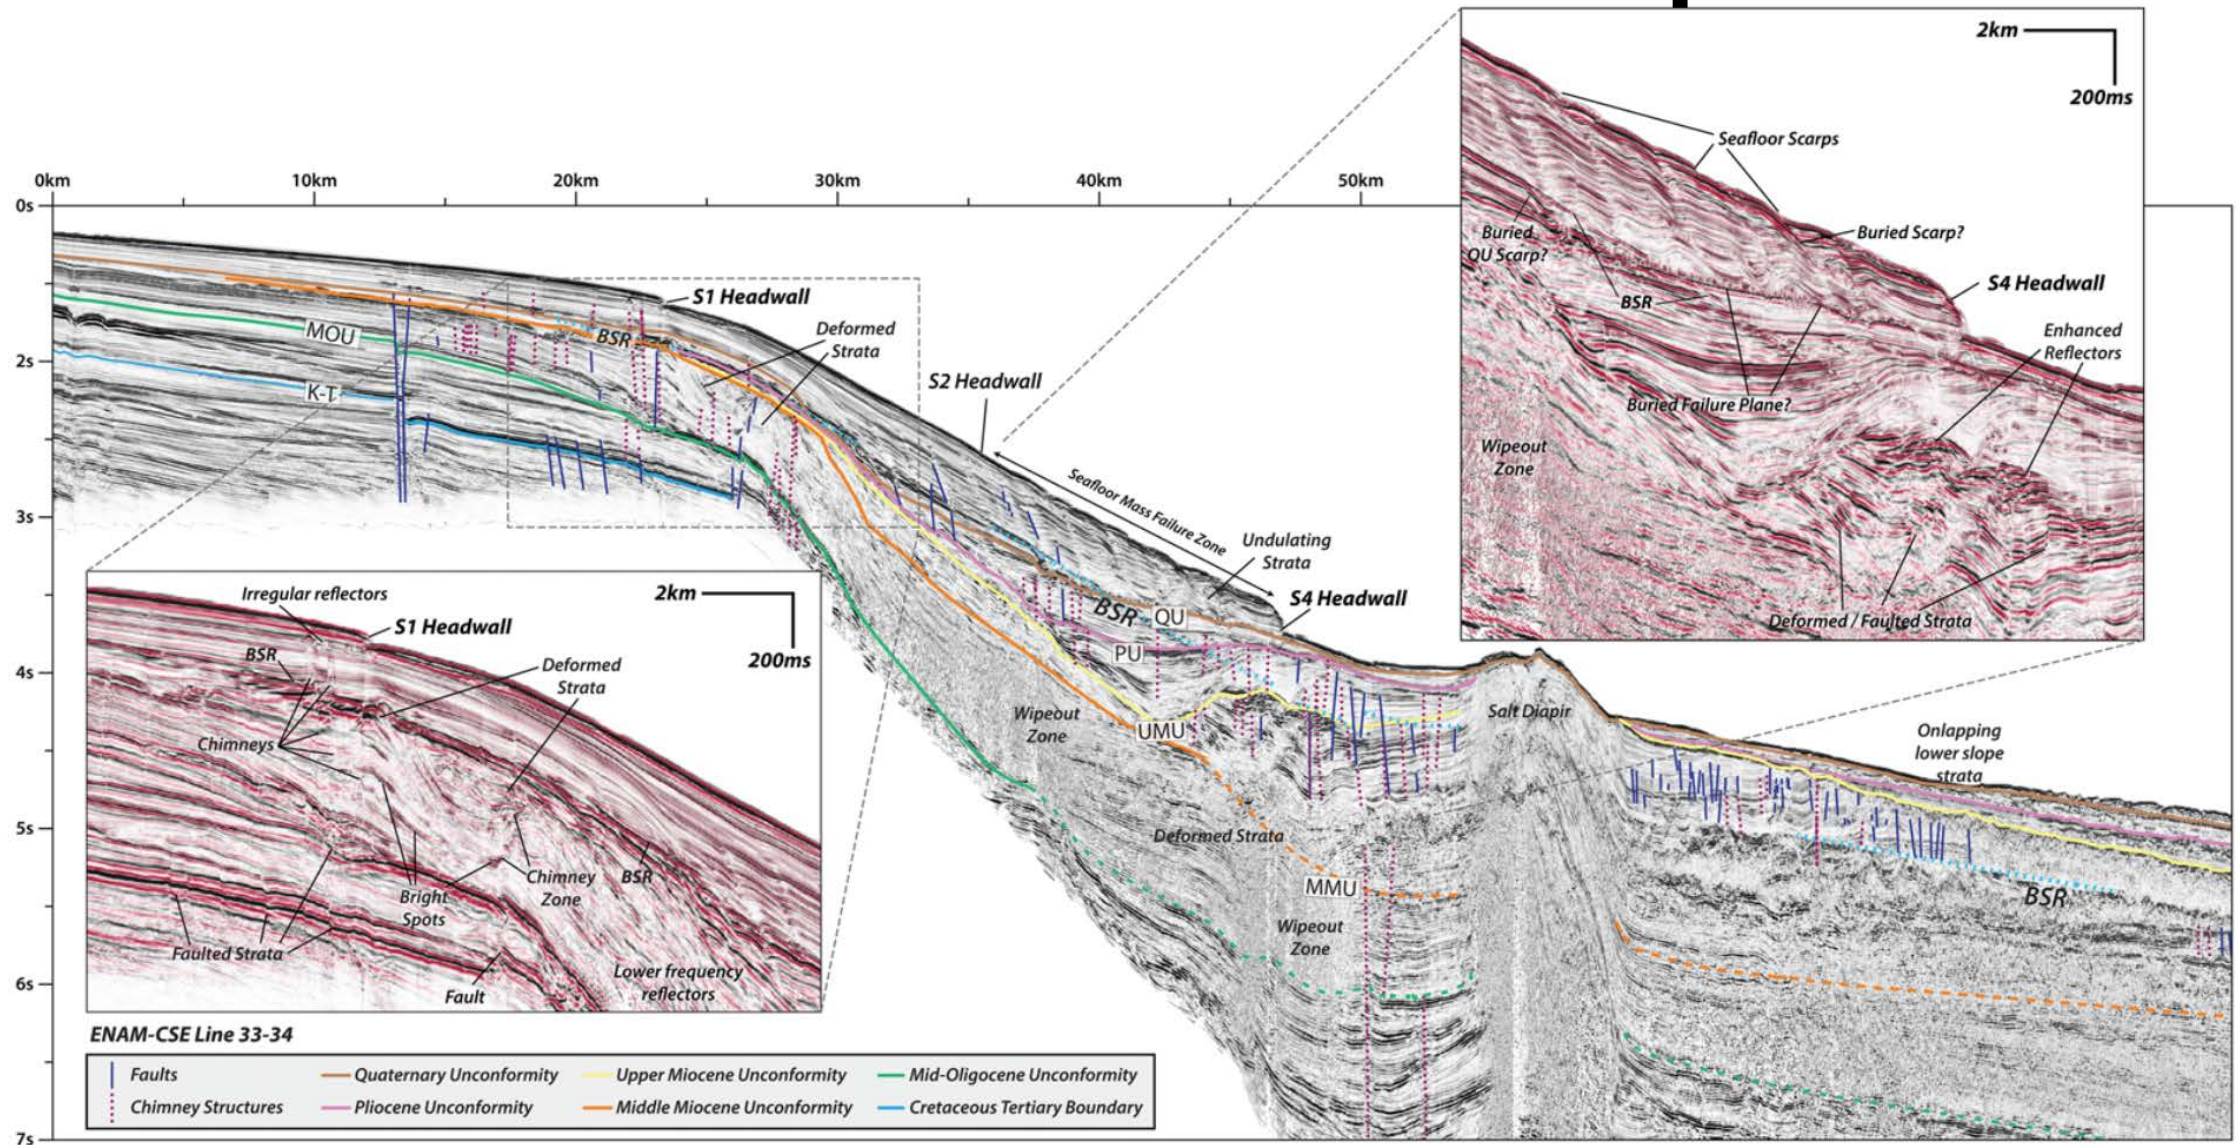 2km
200ms
Seafloor Scarps
Buried Scarp?
Buried
QU Scarp?
S4 Headwall
BSR
Enhanced
Reflectors
Buried Failure Plane?
Wipeout
Zone
Deformed / Faulted Strata
0km
10km
20km
30km
40km
50km
0s
2s
3s
4s
5s
6s
7s
S1 Headwall
Deformed
Strata
BSR
MOU
K-T
S2 Headwall
Seafloor Mass Failure Zone
Undulating
Strata
S4 Headwall
BSR
QU
PU
Wipeout
Zone
UMU
Salt Diapir
Onlapping
lower slope
strata
Deformed Strata
MMU
BSR
Wipeout
Zone
Irregular reflectors
2km
200ms
S1 Headwall
BSR
Deformed
Strata
Chimneys
Bright
Spots
Chimney
Zone
BSR
Faulted Strata
Fault
Lower frequency
reflectors
ENAM-CSE Line 33-34
Faults
Quaternary Unconformity
Upper Miocene Unconformity
Mid-Oligocene Unconformity
Chimney Structures
Pliocene Unconformity
Middle Miocene Unconformity
Cretaceous Tertiary Boundary